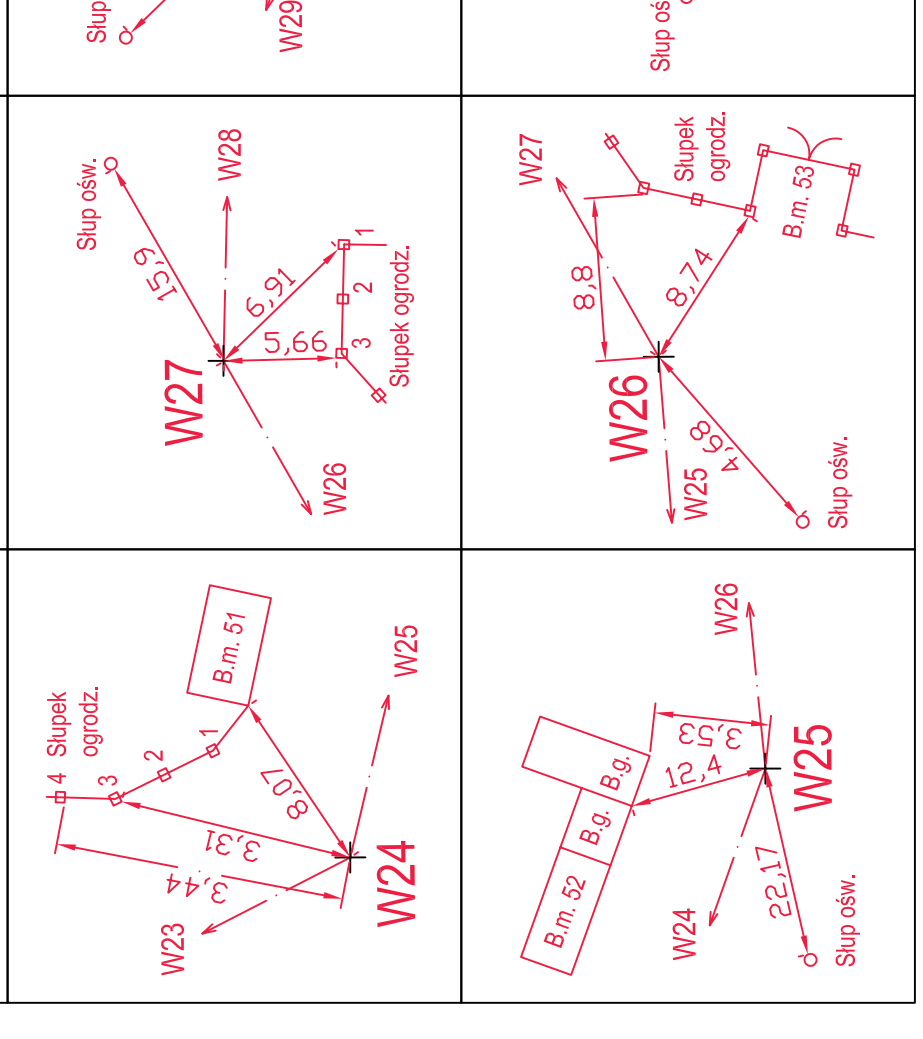 Słup
W29
Słup oś
Słup ośw.
W28
15,9
6,91
5,66
1
2
3
Słupek ogrodz.
W27
W26
W27
Słupek
ogrodz.
B.m. 53
8,8
8,74
W26
W25
4,68
Słup ośw.
4 Słupek
ogrodz.
3
2
1
B.m. 51
W25
8,07
3,31
3,44
W24
W23
W26
B.g.
B.g.
B.m. 52
3,53
12,4
W25
W24
22,17
Słup ośw.